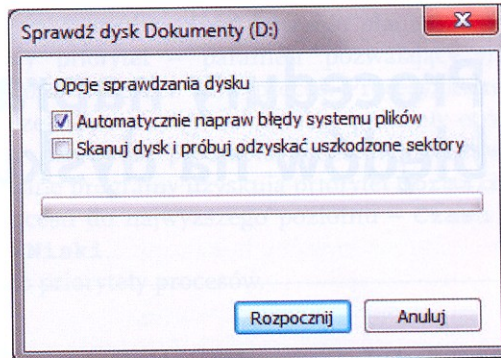 Sprawdź dysk Dokumenty (D:)
Opcje sprawdzania dysku
Automatycznie napraw błędy systemu plików
Skanuj dysk i próbuj odzyskać uszkodzone sektory
Rozpocznij
Anuluj